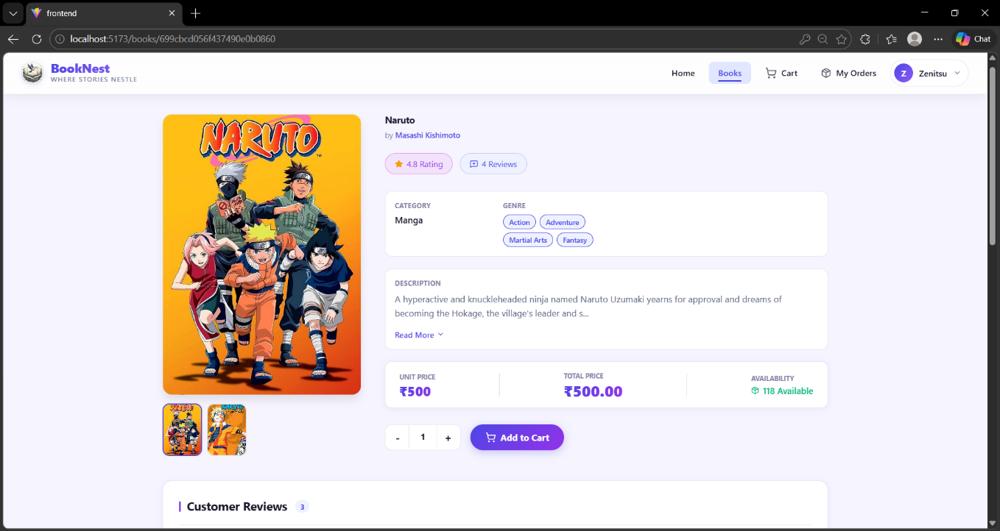 frontend
localhost:5173/books/699cbcd056f437490e0b0860
Chat
BookNest
WHERE STORIES NESTLE
Home
Books
Cart
My Orders
Z
Zenitsu
NARUTO
TM
Naruto
by Masashi Kishimoto
4.8 Rating
4 Reviews
CATEGORY
GENRE
Manga
Action
Adventure
Martial Arts
Fantasy
DESCRIPTION
A hyperactive and knuckleheaded ninja named Naruto Uzumaki yearns for approval and dreams of
becoming the Hokage, the village's leader and s...
Read More
UNIT PRICE
TOTAL PRICE
AVAILABILITY
₹500
₹500.00
118 Available
- 1 +
Add to Cart
NARUTO
NARUTO
Customer Reviews 3